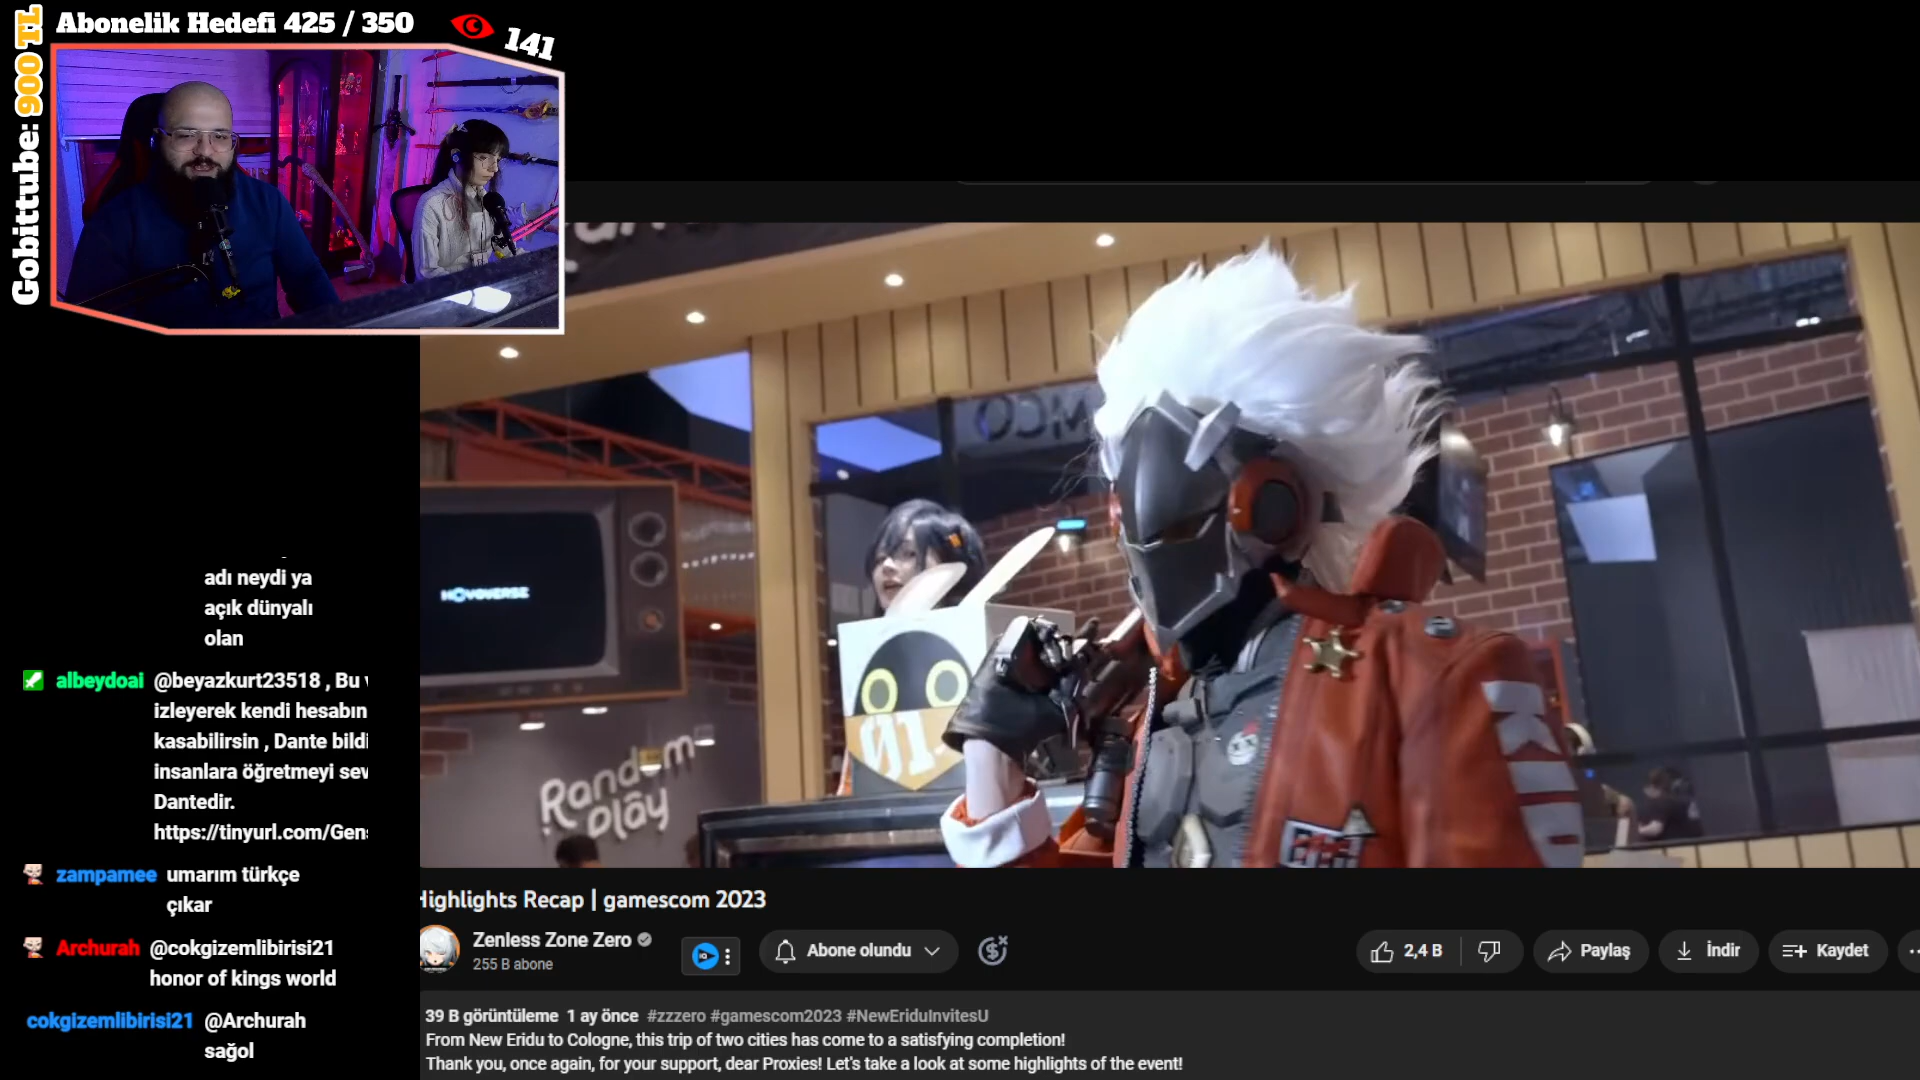 Abonelik Hedefi 425 / 350
141
Gobittube: 900 TL
MCO
HOYOVERSE
01
Random
play
adı neydi ya
açık dünyalı
olan
albeydoai @beyazkurt23518 , Bu
izleyerek kendi hesabın
kasabilirsin , Dante bildi
insanlara öğretmeyi sev
Dantedir.
https://tinyurl.com/Gens
zampamee umarım türkçe
çıkar
Archurah @cokgizemlibirisi21
honor of kings world
cokgizemlibirisi21 @Archurah
sağol
Highlights Recap | gamescom 2023
Zenless Zone Zero
255 B abone
Abone olundu
2,4 B
Paylaş
İndir
Kaydet
39 B görüntüleme 1 ay önce #zzzero #gamescom2023 #NewEriduInvitesU
From New Eridu to Cologne, this trip of two cities has come to a satisfying completion!
Thank you, once again, for your support, dear Proxies! Let's take a look at some highlights of the event!